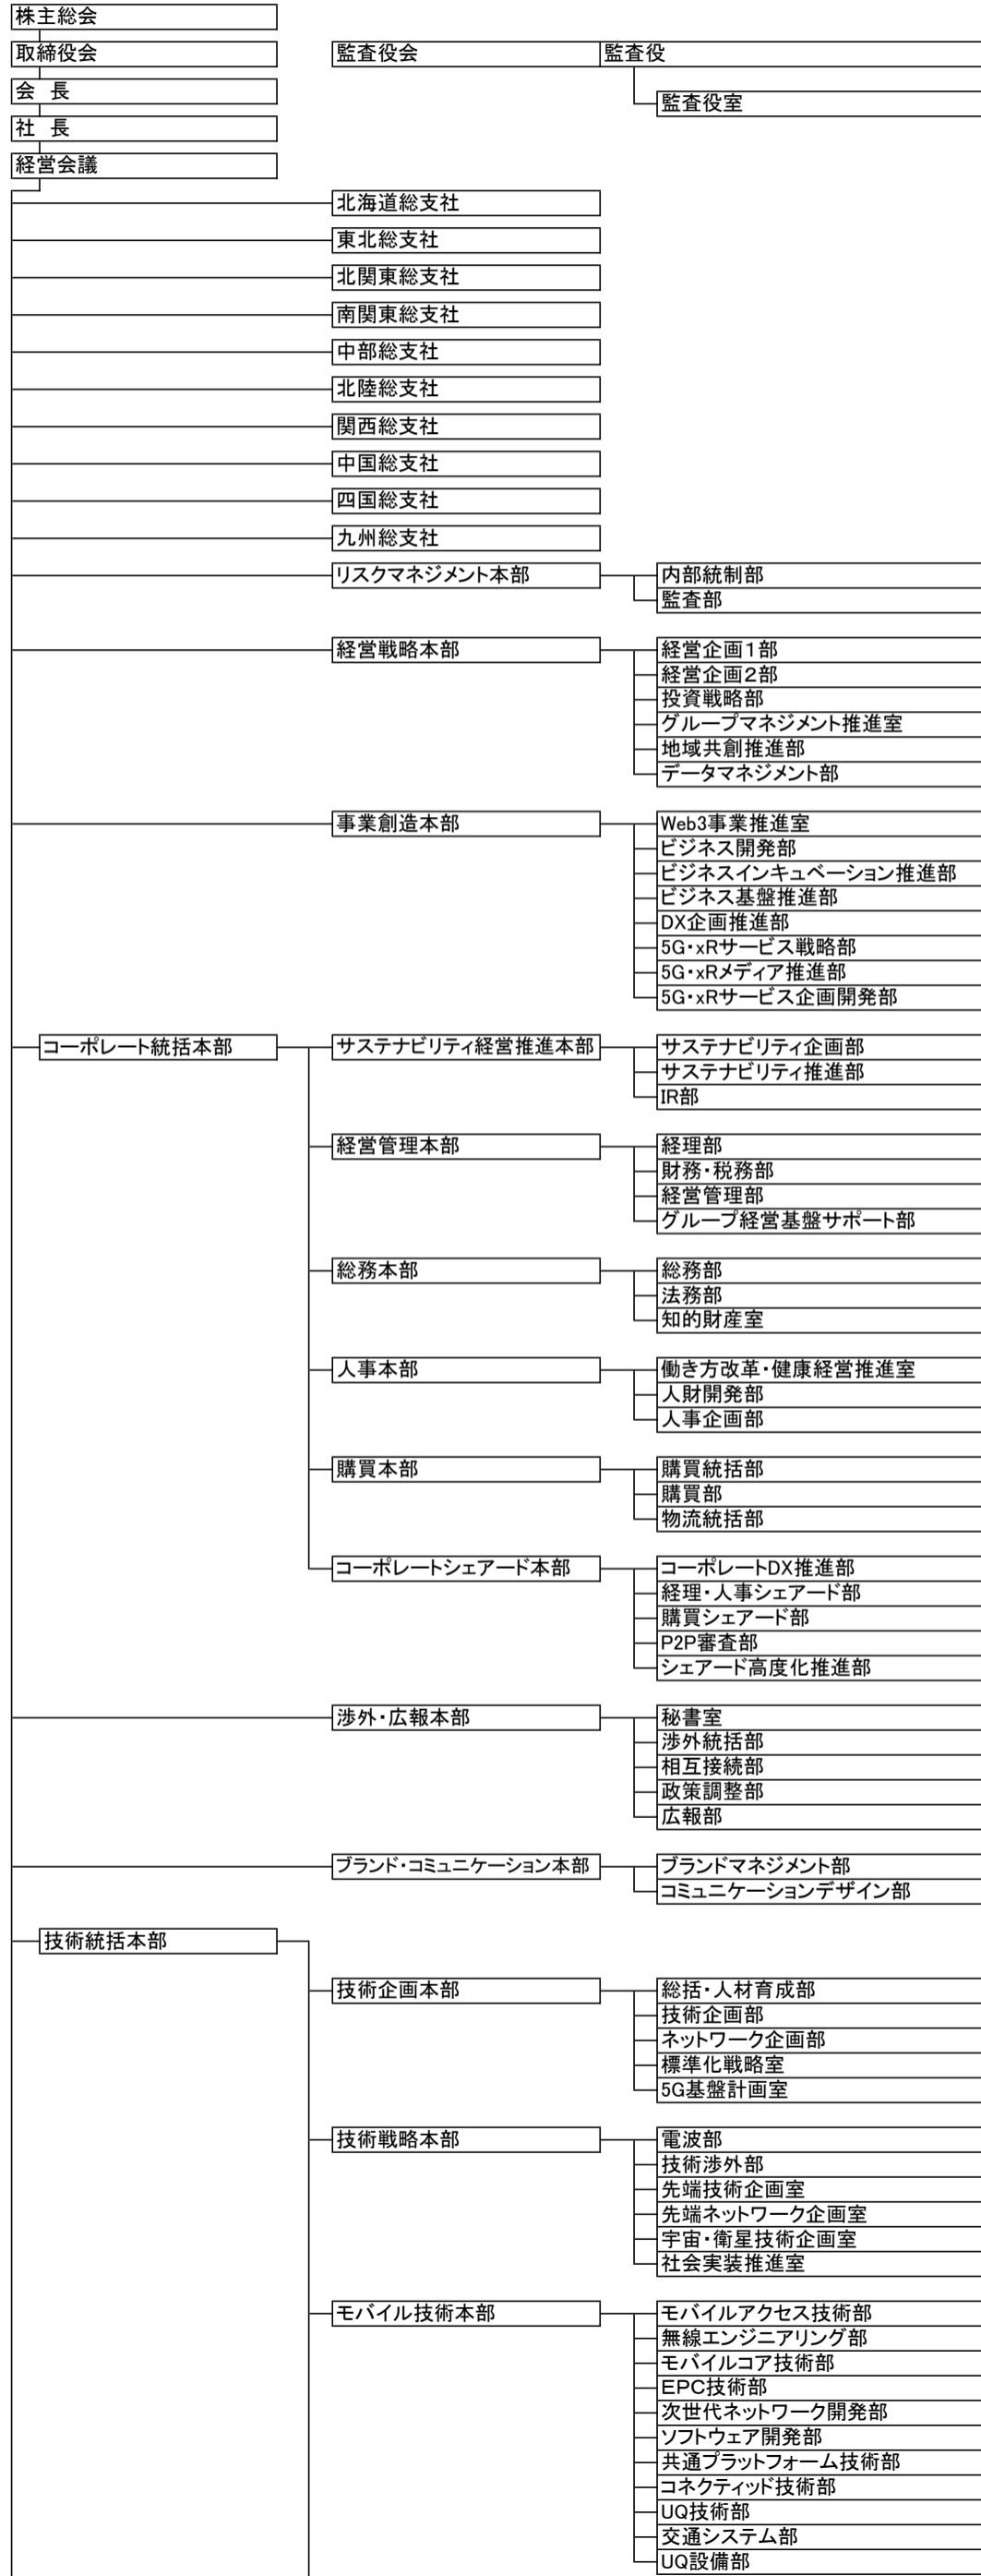 株主総会
取締役会
監査役会
監査役
会　長
監査役室
社　長
経営会議
北海道総支社
東北総支社
北関東総支社
南関東総支社
中部総支社
北陸総支社
関西総支社
中国総支社
四国総支社
九州総支社
リスクマネジメント本部
内部統制部
監査部
経営戦略本部
経営企画1部
経営企画2部
投資戦略部
グループマネジメント推進室
地域共創推進部
データマネジメント部
事業創造本部
Web3事業推進室
ビジネス開発部
ビジネスインキュベーション推進部
ビジネス基盤推進部
DX企画推進部
5G・xRサービス戦略部
5G・xRメディア推進部
5G・xRサービス企画開発部
コーポレート統括本部
サステナビリティ経営推進本部
サステナビリティ企画部
サステナビリティ推進部
IR部
経営管理本部
経理部
財務・税務部
経営管理部
グループ経営基盤サポート部
総務本部
総務部
法務部
知的財産室
人事本部
働き方改革・健康経営推進室
人財開発部
人事企画部
購買本部
購買統括部
購買部
物流統括部
コーポレートシェアード本部
コーポレートDX推進部
経理・人事シェアード部
購買シェアード部
P2P審査部
シェアード高度化推進部
渉外・広報本部
秘書室
渉外統括部
相互接続部
政策調整部
広報部
ブランド・コミュニケーション本部
ブランドマネジメント部
コミュニケーションデザイン部
技術統括本部
技術企画本部
総括・人材育成部
技術企画部
ネットワーク企画部
標準化戦略室
5G基盤計画室
技術戦略本部
電波部
技術渉外部
先端技術企画室
先端ネットワーク企画室
宇宙・衛星技術企画室
社会実装推進室
モバイル技術本部
モバイルアクセス技術部
無線エンジニアリング部
モバイルコア技術部
EPC技術部
次世代ネットワーク開発部
ソフトウェア開発部
共通プラットフォーム技術部
コネクティッド技術部
UQ技術部
交通システム部
UQ設備部